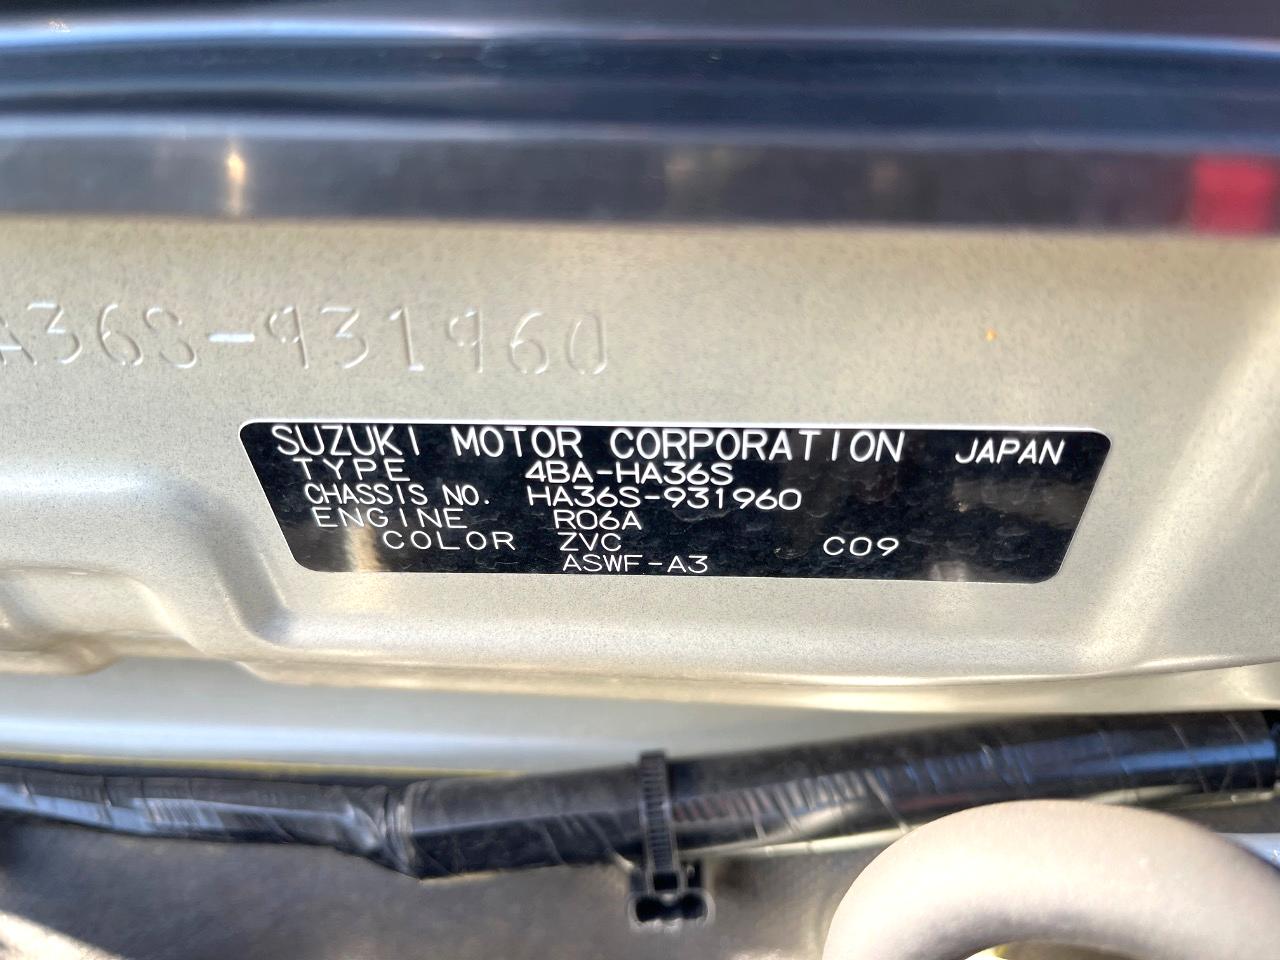 A36S-931960
SUZUKI MOTOR CORPORATION JAPAN
TYPE 4BA-HA36S
CHASSIS NO. HA36S-931960
ENGINE R06A
COLOR ZVC C09
ASWF-A3